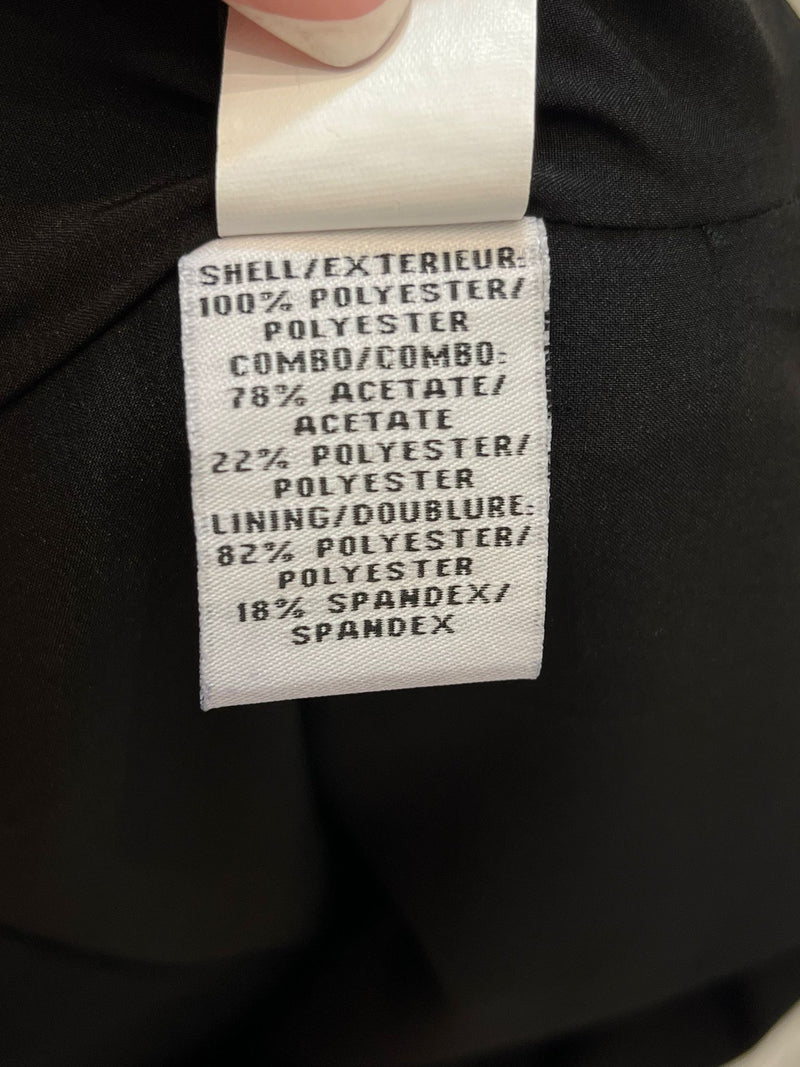 SHELL/EXTERIEUR:
100% POLYESTER/
POLYESTER
COMBO/COMBO:
78% ACETATE/
ACETATE
22% POLYESTER/
POLYESTER
LINING/DOUBLURE:
82% POLYESTER/
POLYESTER
18% SPANDEX/
SPANDEX